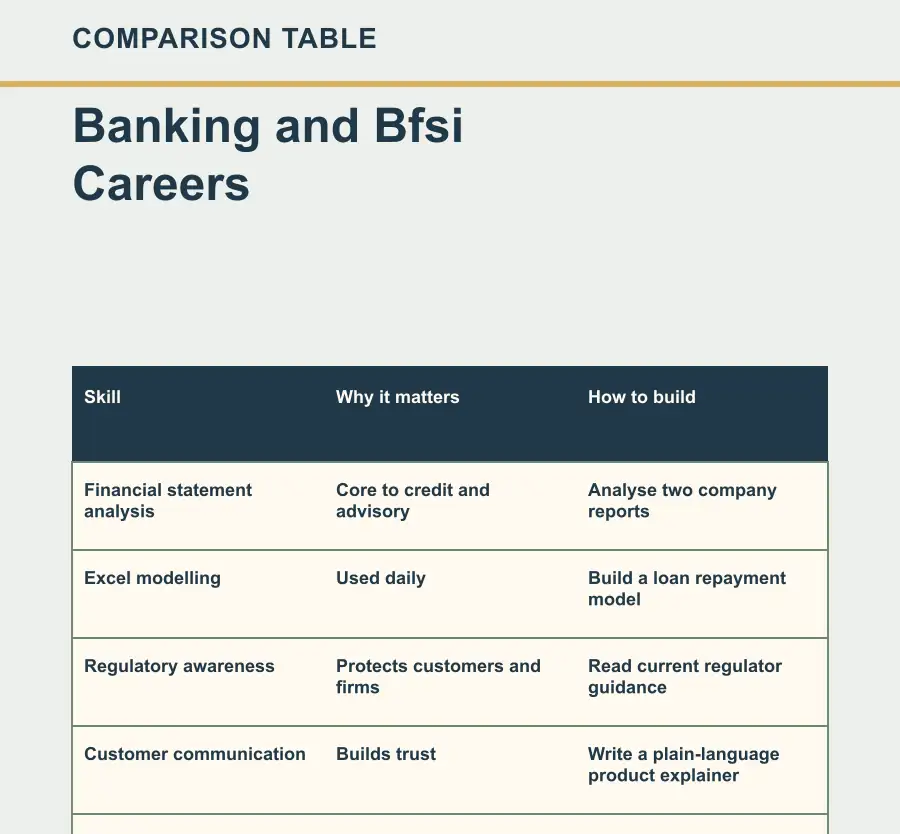 COMPARISON TABLE
Banking and Bfsi
Careers
Skill Why it matters How to build
Financial statement Core to credit and Analyse two company
analysis advisory reports
Excel modelling Used daily Build a loan repayment
model
Regulatory awareness Protects customers and Read current regulator
firms guidance
Customer communication Builds trust Write a plain-language
product explainer